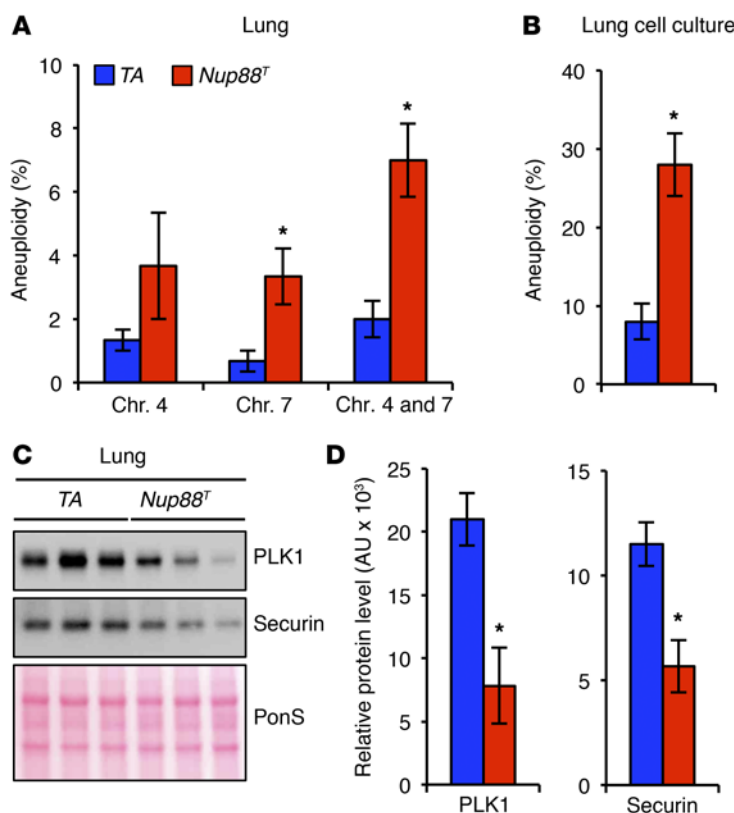 A
Lung
TA
Nup88ᵀ
Aneuploidy (%)
10
8
6
4
2
0
*
*
Chr. 4
Chr. 7
Chr. 4 and 7
B
Lung cell culture
Aneuploidy (%)
40
30
20
10
0
*
C
Lung
TA
Nup88ᵀ
PLK1
Securin
PonS
D
Relative protein level (AU x 10³)
25
20
15
10
5
0
*
PLK1
15
10
5
0
*
Securin